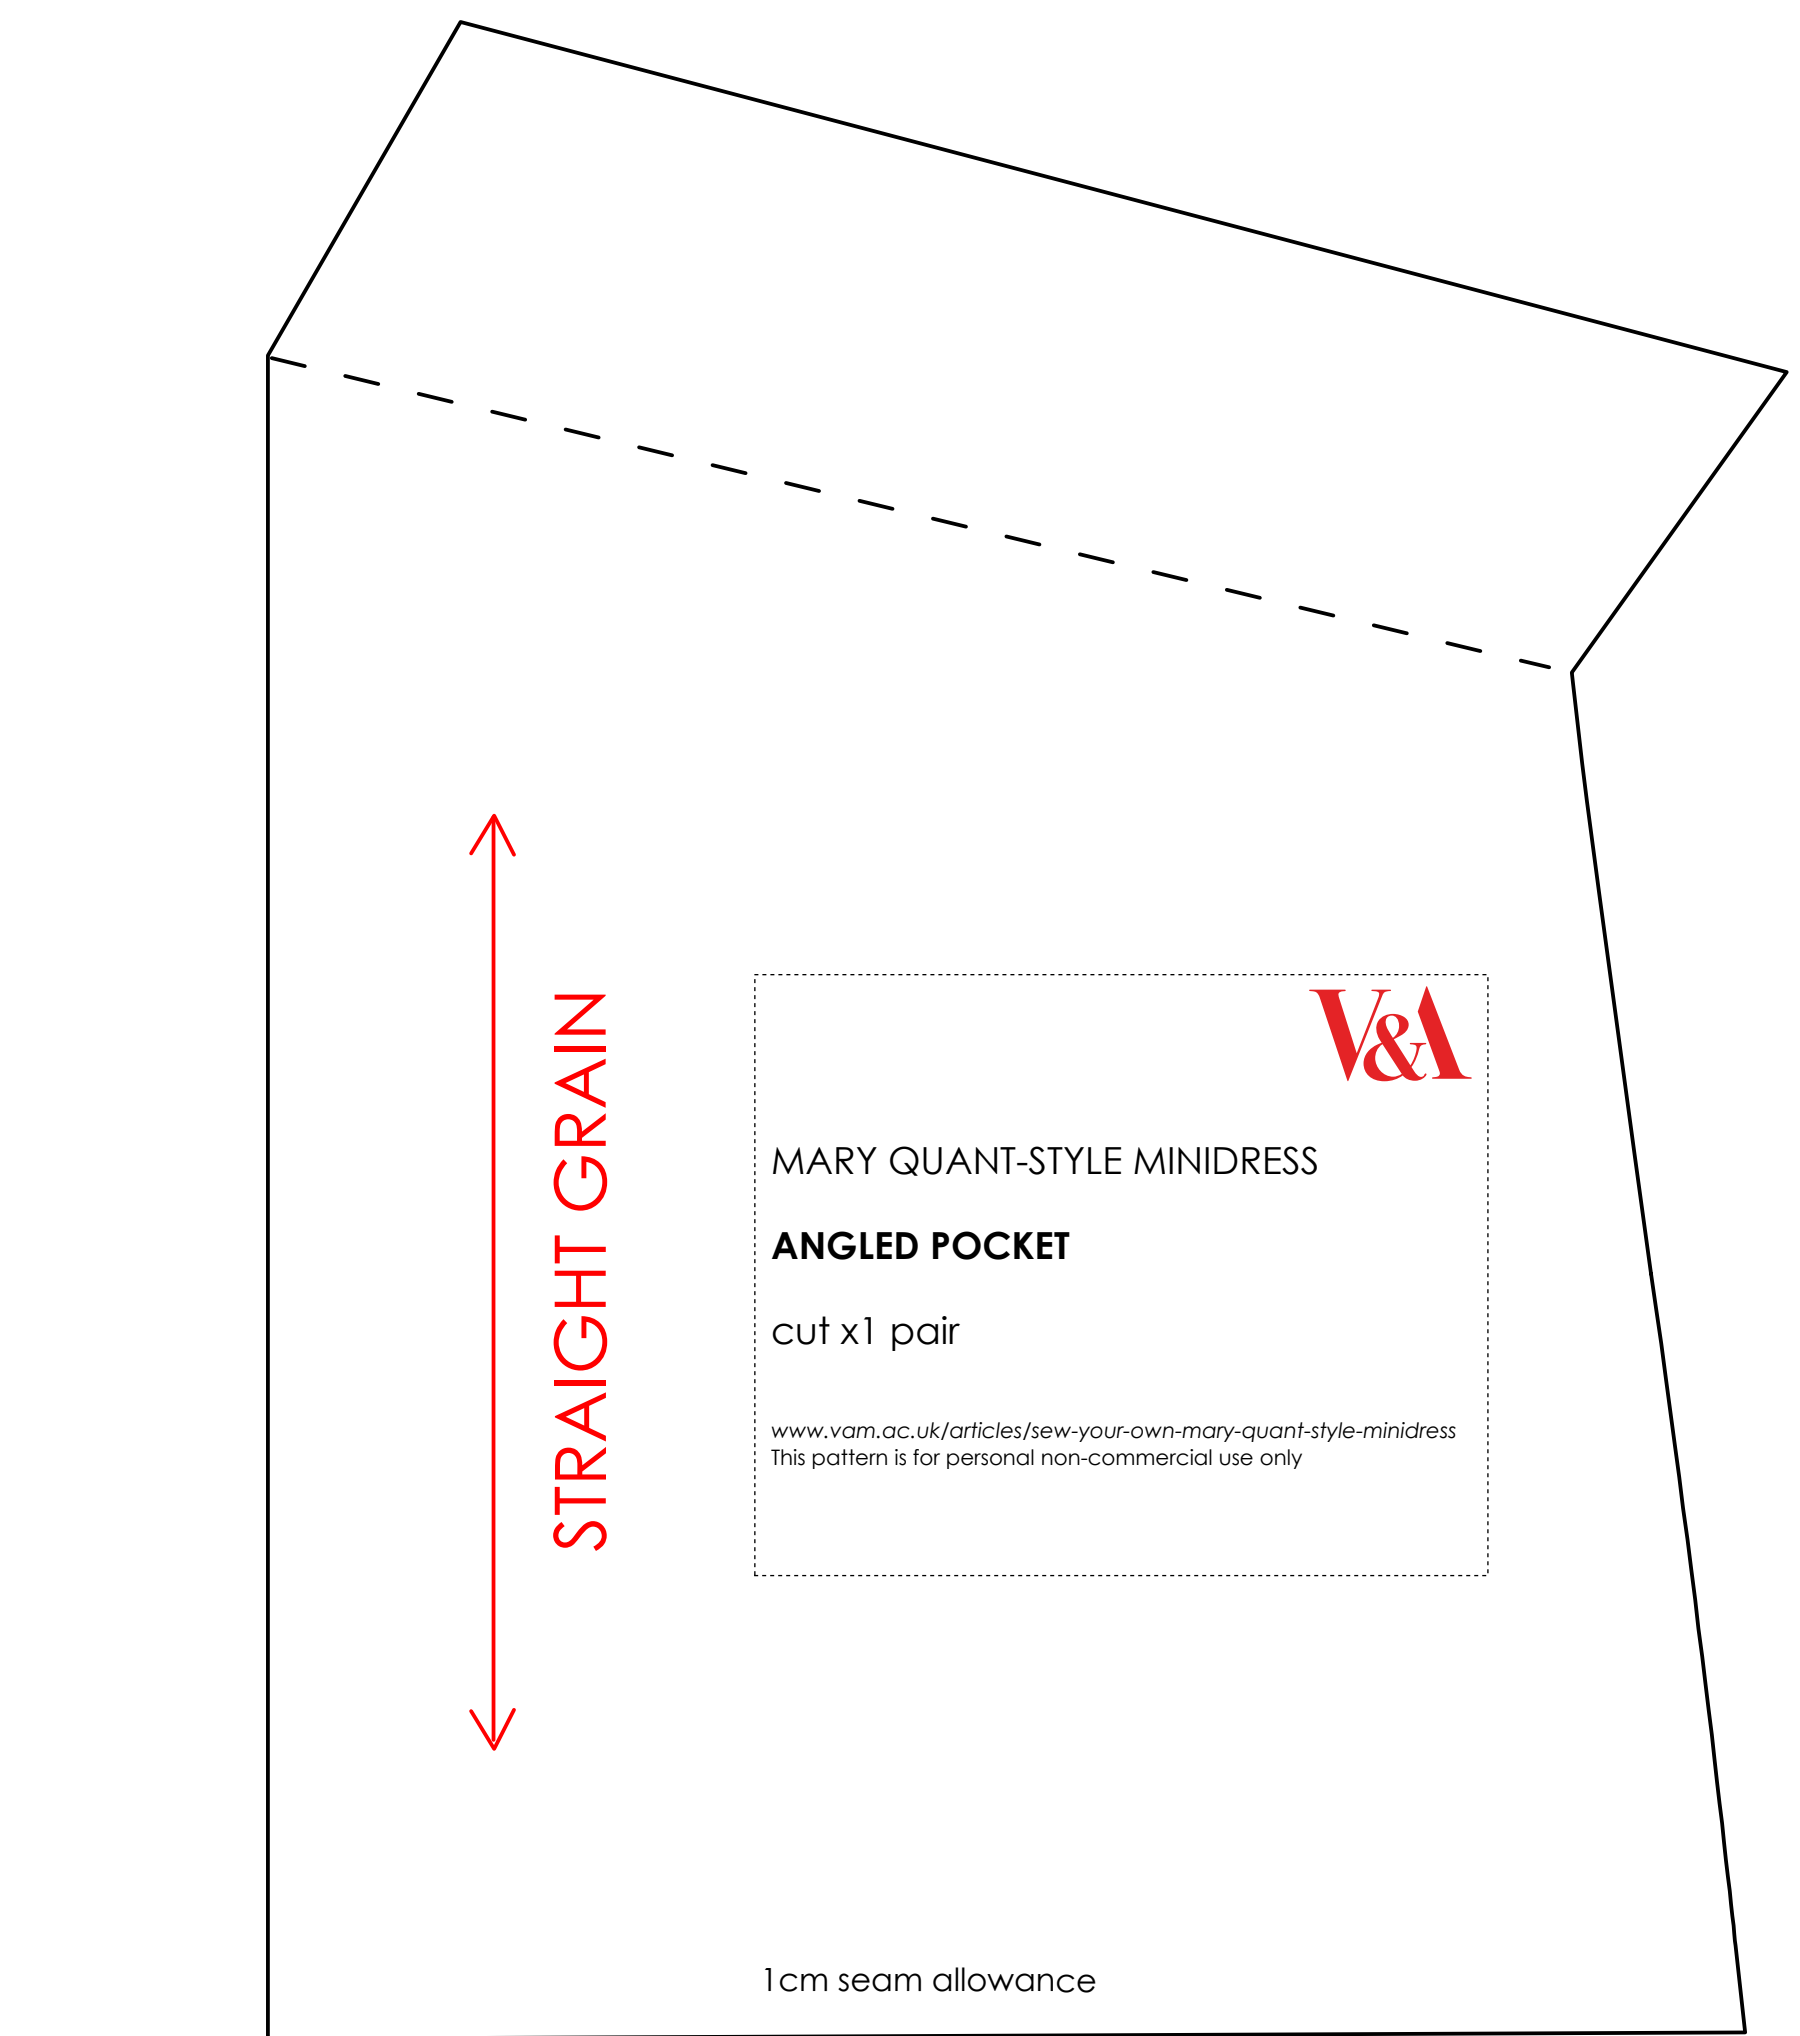 STRAIGHT GRAIN
V&A
MARY QUANT-STYLE MINIDRESS
ANGLED POCKET
cut x1 pair
www.vam.ac.uk/articles/sew-your-own-mary-quant-style-minidress
This pattern is for personal non-commercial use only
1cm seam allowance